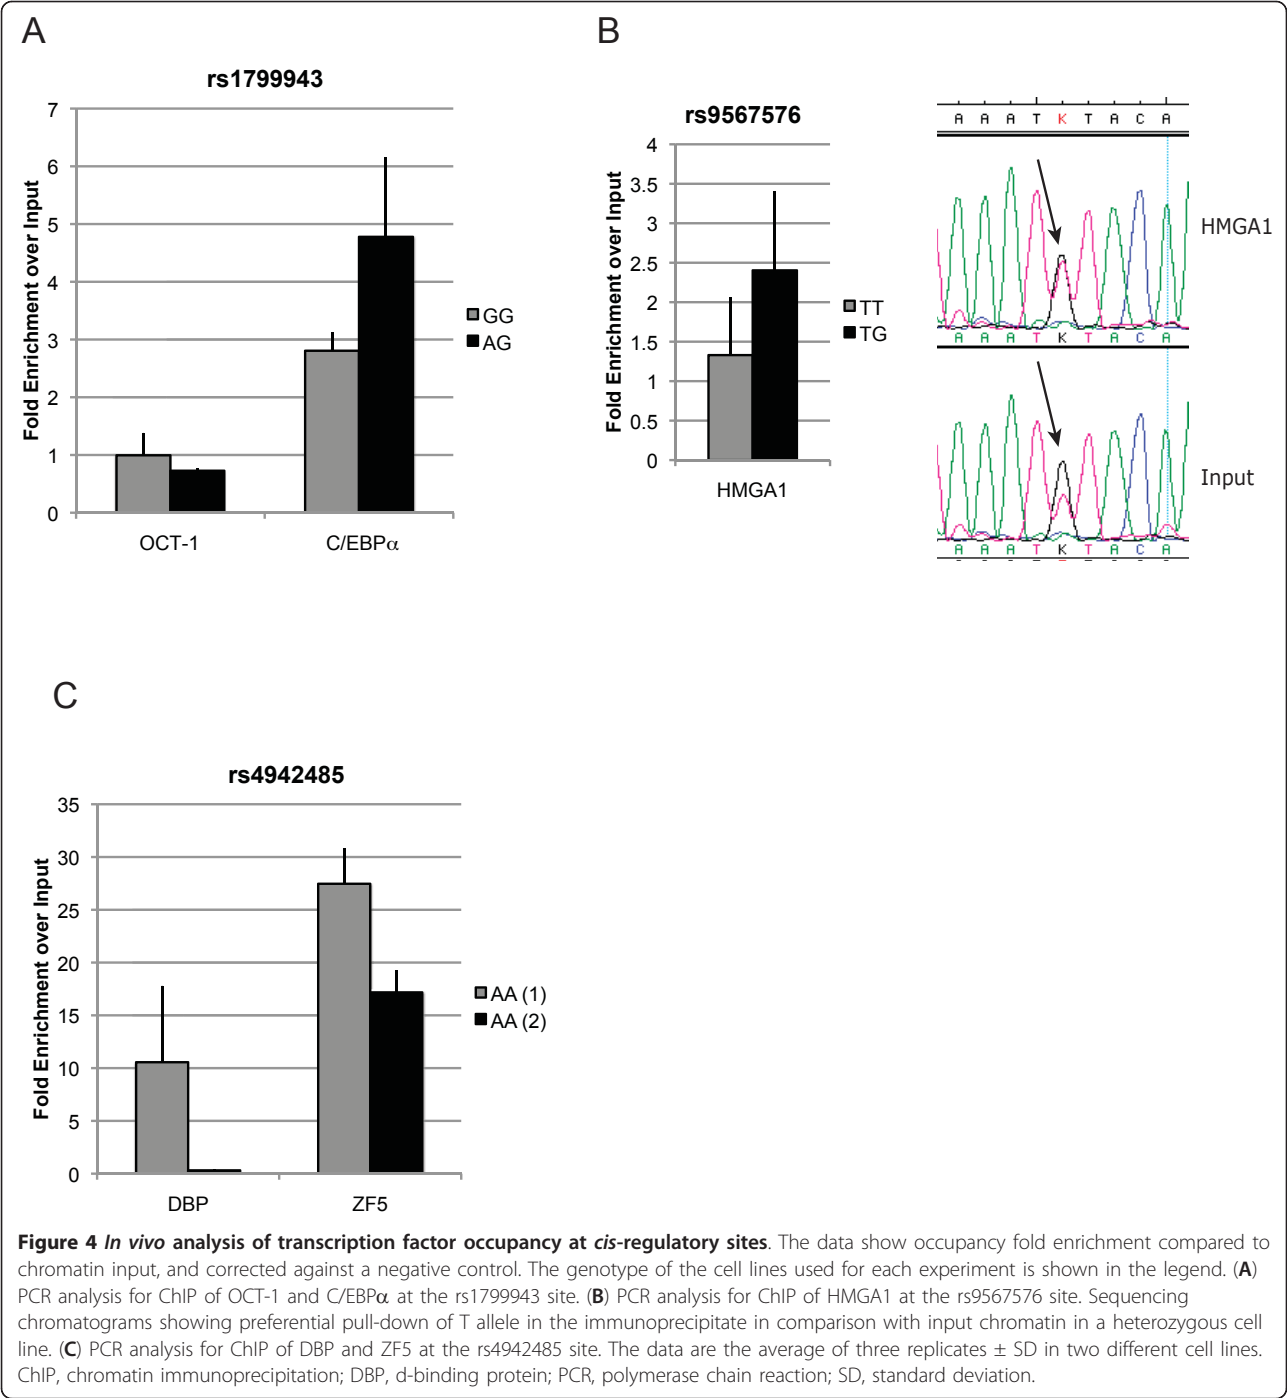 A
rs1799943
7
6
5
4
3
2
1
0
Fold Enrichment over Input
OCT-1
C/EBPα
GG
AG
B
rs9567576
4
3.5
3
2.5
2
1.5
1
0.5
0
Fold Enrichment over Input
HMGA1
TT
TG
A A A T K T A C A
HMGA1
A A A T K T A C A
Input
A A A T K T A C A
C
rs4942485
35
30
25
20
15
10
5
0
Fold Enrichment over Input
DBP
ZF5
AA (1)
AA (2)
Figure 4 In vivo analysis of transcription factor occupancy at cis-regulatory sites. The data show occupancy fold enrichment compared to
chromatin input, and corrected against a negative control. The genotype of the cell lines used for each experiment is shown in the legend. (A)
PCR analysis for ChIP of OCT-1 and C/EBPα at the rs1799943 site. (B) PCR analysis for ChIP of HMGA1 at the rs9567576 site. Sequencing
chromatograms showing preferential pull-down of T allele in the immunoprecipitate in comparison with input chromatin in a heterozygous cell
line. (C) PCR analysis for ChIP of DBP and ZF5 at the rs4942485 site. The data are the average of three replicates ± SD in two different cell lines.
ChIP, chromatin immunoprecipitation; DBP, d-binding protein; PCR, polymerase chain reaction; SD, standard deviation.